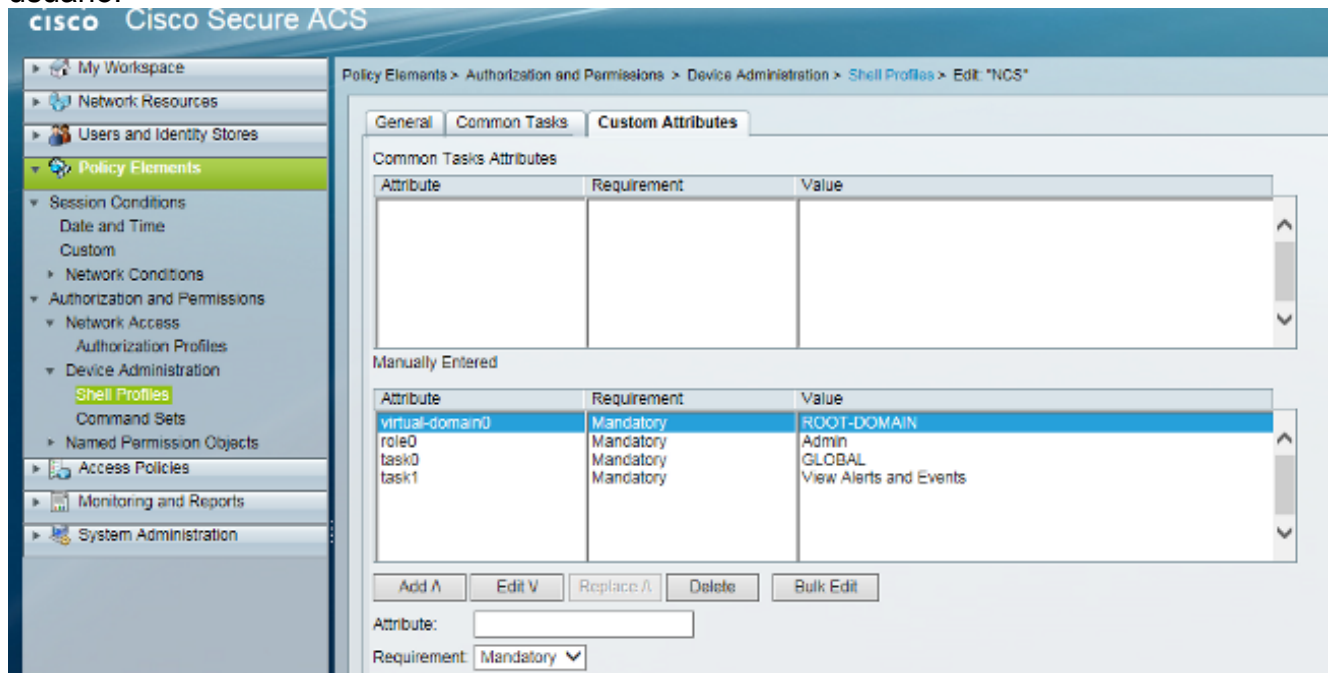 usuario.
cisco Cisco Secure ACS
My Workspace
Network Resources
Users and Identity Stores
Policy Elements
Session Conditions
Date and Time
Custom
Network Conditions
Authorization and Permissions
Network Access
Authorization Profiles
Device Administration
Shell Profiles
Command Sets
Named Permission Objects
Access Policies
Monitoring and Reports
System Administration
Policy Elements > Authorization and Permissions > Device Administration > Shell Profiles > Edit: "NCS"
General Common Tasks Custom Attributes
Common Tasks Attributes
Attribute Requirement Value
Manually Entered
Attribute Requirement Value
virtual-domain0 Mandatory ROOT-DOMAIN
role0 Mandatory Admin
task0 Mandatory GLOBAL
task1 Mandatory View Alerts and Events
Add Λ Edit V Replace Λ Delete Bulk Edit
Attribute:
Requirement: Mandatory